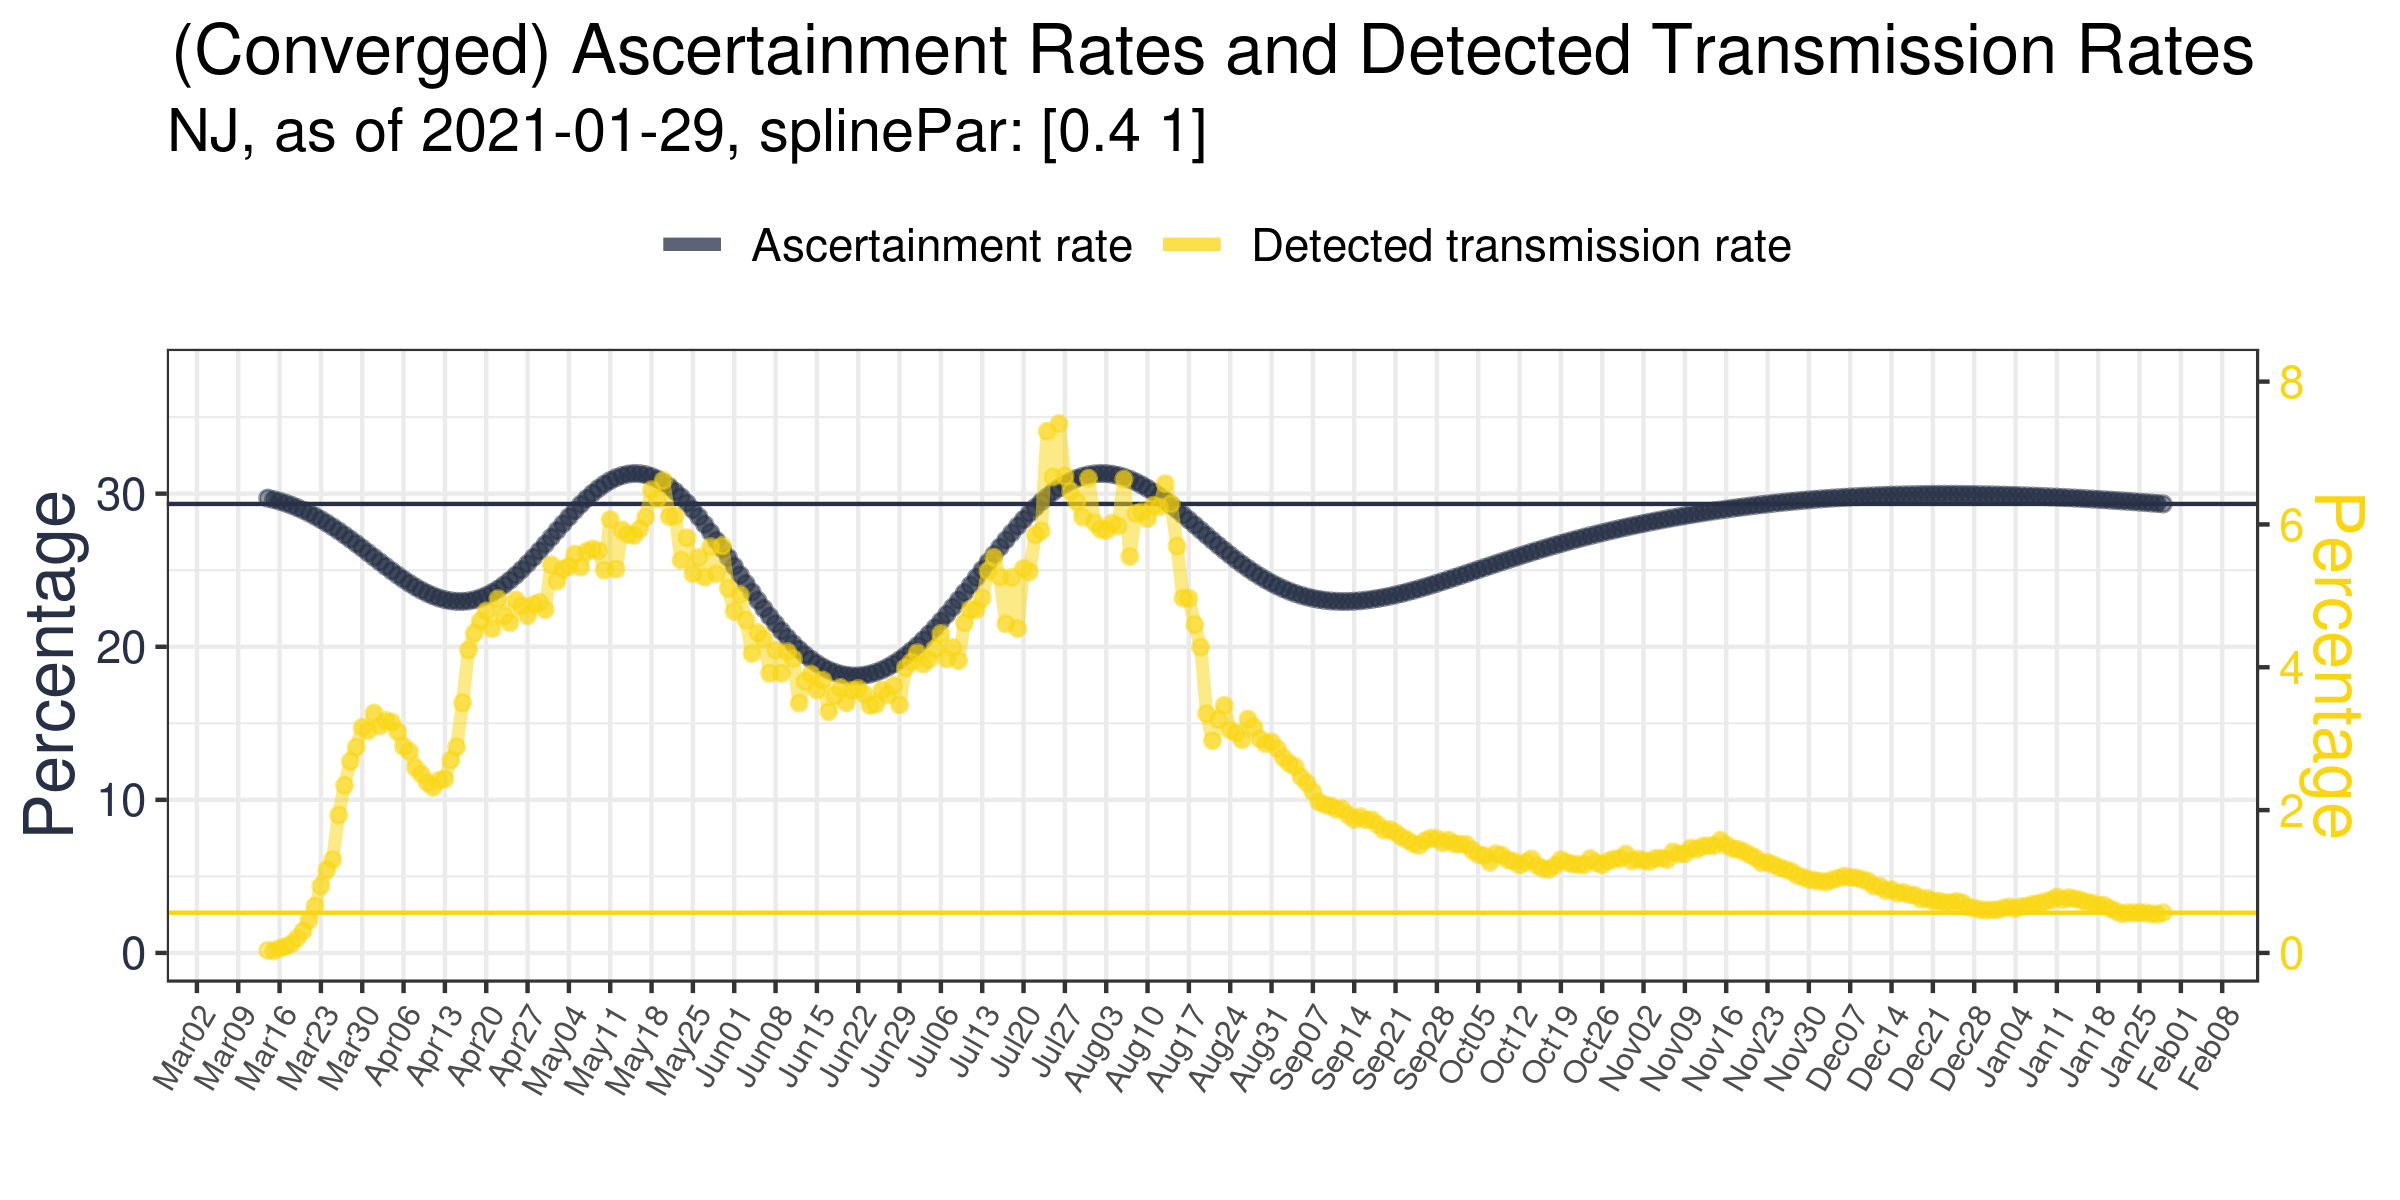 (Converged) Ascertainment Rates and Detected Transmission Rates
NJ, as of 2021-01-29, splinePar: [0.4 1]
Ascertainment rate Detected transmission rate
Percentage
30
20
10
0
8
6
4
2
0
Percentage
Mar02 Mar09 Mar16 Mar23 Mar30 Apr06 Apr13 Apr20 Apr27 May04 May11 May18 May25 Jun01 Jun08 Jun15 Jun22 Jun29 Jul06 Jul13 Jul20 Jul27 Aug03 Aug10 Aug17 Aug24 Aug31 Sep07 Sep14 Sep21 Sep28 Oct05 Oct12 Oct19 Oct26 Nov02 Nov09 Nov16 Nov23 Nov30 Dec07 Dec14 Dec21 Dec28 Jan04 Jan11 Jan18 Jan25 Feb01 Feb08